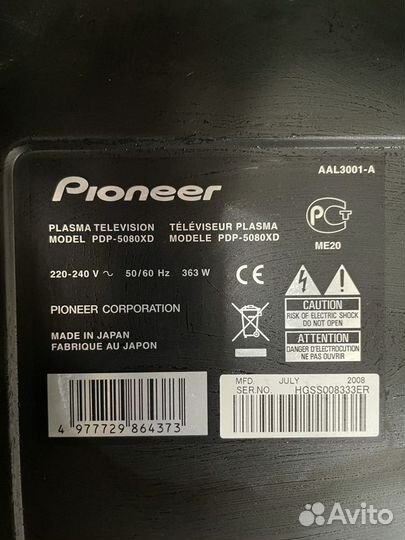 AAL3001-A
Pioneer
PLASMA TELEVISION TÉLÉVISEUR PLASMA
MODEL PDP-5080XD MODELE PDP-5080XD
PCT
ME20
220-240 V ~ 50/60 Hz 363 W
CE
PIONEER CORPORATION
MADE IN JAPAN
FABRIQUE AU JAPON
CAUTION
RISK OF ELECTRIC SHOCK
DO NOT OPEN
ATTENTION
DANGER D'ELECTROCUTION
NE PAS OUVRIR
MFD. JULY 2008
SER.NO. HGSS008333ER
4 977729 864373
Avito